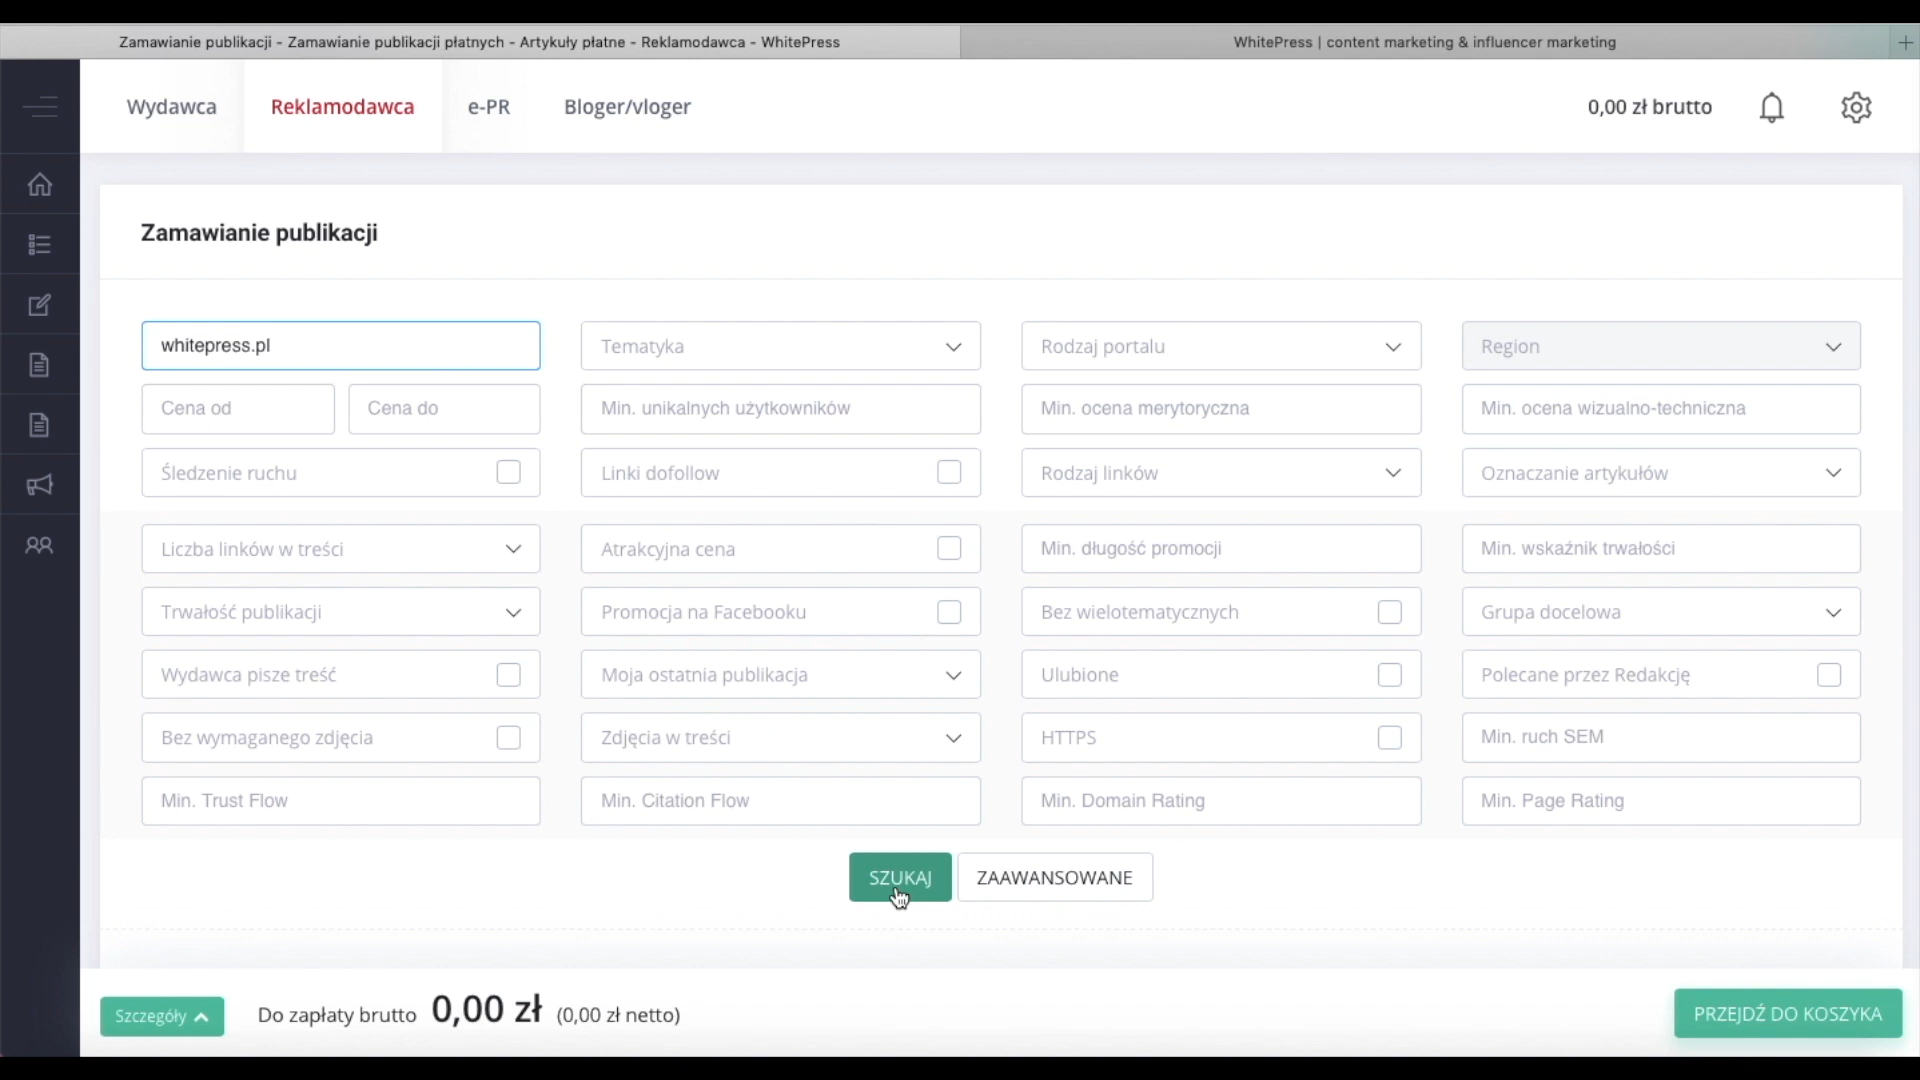 Zamawianie publikacji - Zamawianie publikacji płatnych - Artykuły płatne - Reklamodawca - WhitePress
WhitePress | content marketing & influencer marketing
Wydawca Reklamodawca e-PR Bloger/vloger 0,00 zł brutto
Zamawianie publikacji
whitepress.pl Tematyka Rodzaj portalu Region
Cena od Cena do Min. unikalnych użytkowników Min. ocena merytoryczna Min. ocena wizualno-techniczna
Śledzenie ruchu Linki dofollow Rodzaj linków Oznaczanie artykułów
Liczba linków w treści Atrakcyjna cena Min. długość promocji Min. wskaźnik trwałości
Trwałość publikacji Promocja na Facebooku Bez wielotematycznych Grupa docelowa
Wydawca pisze treść Moja ostatnia publikacja Ulubione Polecane przez Redakcję
Bez wymaganego zdjęcia Zdjęcia w treści HTTPS Min. ruch SEM
Min. Trust Flow Min. Citation Flow Min. Domain Rating Min. Page Rating
SZUKAJ ZAAWANSOWANE
Szczegóły Do zapłaty brutto 0,00 zł (0,00 zł netto) PRZEJDŹ DO KOSZYKA